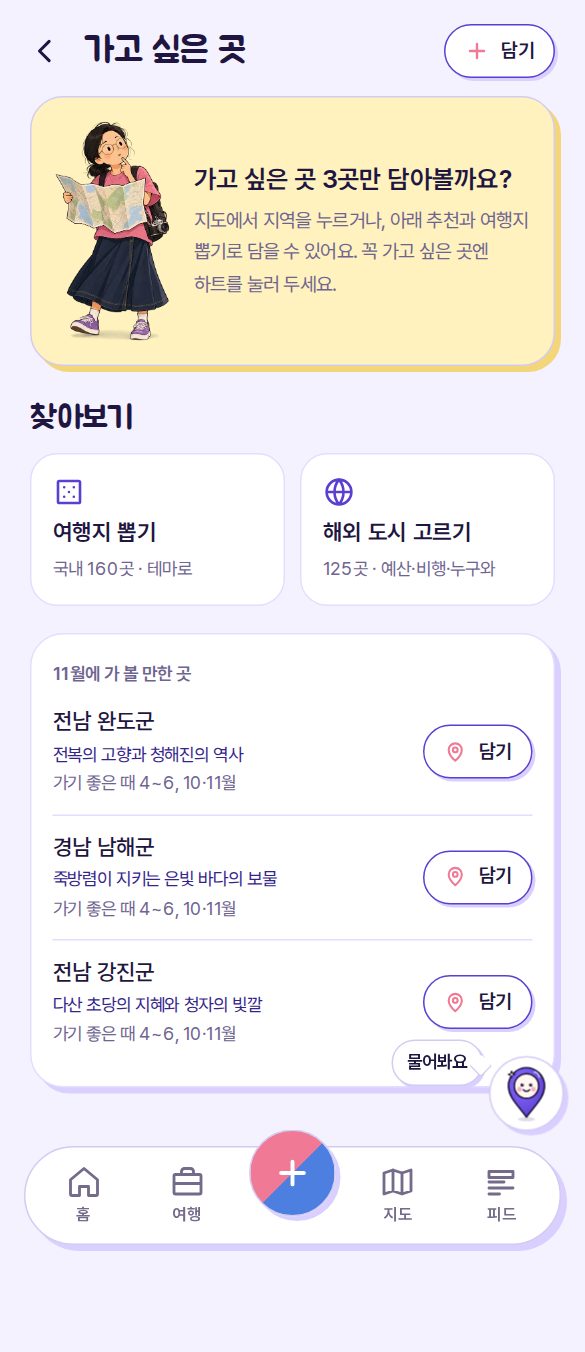 가고 싶은 곳
담기
가고 싶은 곳 3곳만 담아볼까요?
지도에서 지역을 누르거나, 아래 추천과 여행지
뽑기로 담을 수 있어요. 꼭 가고 싶은 곳엔
하트를 눌러 두세요.
찾아보기
여행지 뽑기
국내 160곳 · 테마로
해외 도시 고르기
125곳 · 예산·비행·누구와
11월에 가 볼 만한 곳
전남 완도군
전복의 고향과 청해진의 역사
가기 좋은 때 4~6, 10·11월
담기
경남 남해군
죽방렴이 지키는 은빛 바다의 보물
가기 좋은 때 4~6, 10·11월
담기
전남 강진군
다산 초당의 지혜와 청자의 빛깔
가기 좋은 때 4~6, 10·11월
담기
물어봐요
홈
여행
지도
피드